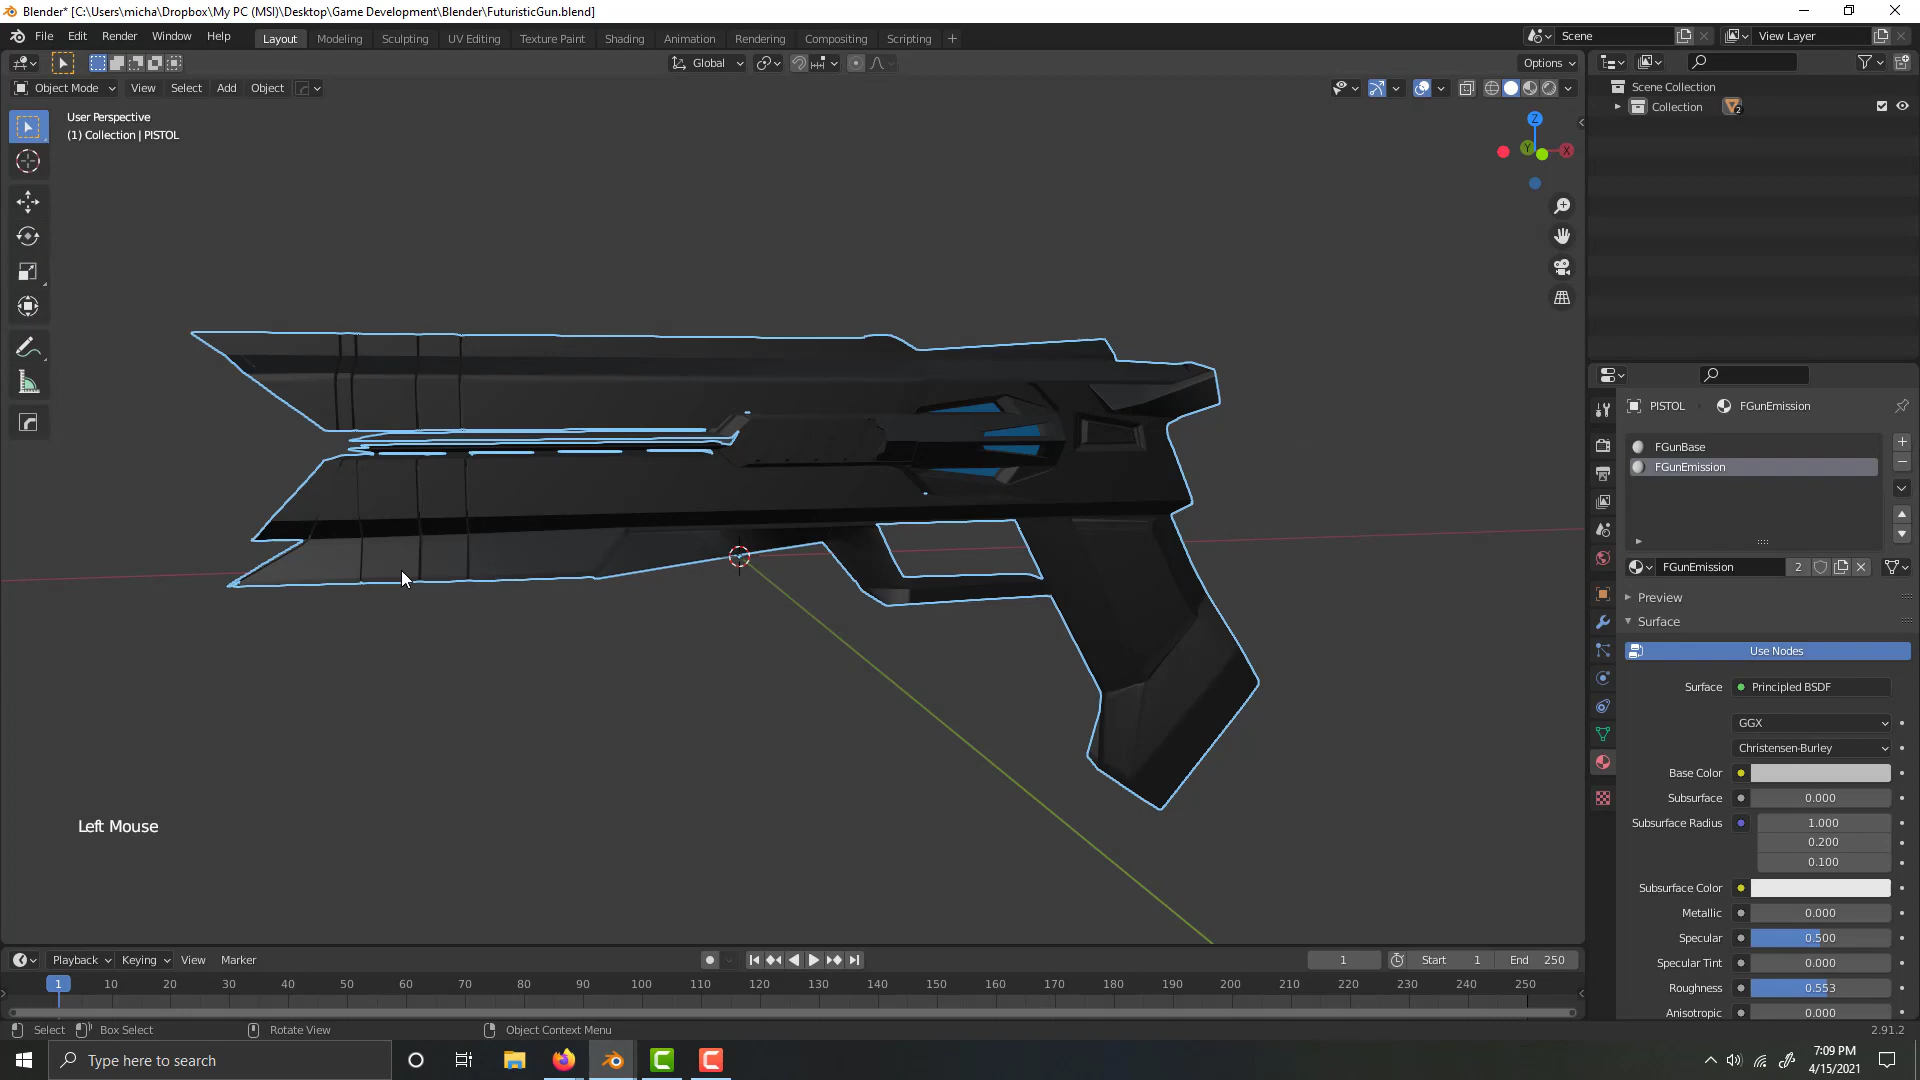 Blender* [C:\Users\micha\Dropbox\My PC (MSI)\Desktop\Game Development\Blender\FuturisticGun.blend]
File Edit Render Window Help Layout Modeling Sculpting UV Editing Texture Paint Shading Animation Rendering Compositing Scripting + Scene View Layer
Global Options
Object Mode View Select Add Object
User Perspective
(1) Collection | PISTOL
Z
Y
X
Left Mouse
Scene Collection
Collection 2
PISTOL FGunEmission
FGunBase
FGunEmission
FGunEmission 2
Preview
Surface
Use Nodes
Surface Principled BSDF
GGX
Christensen-Burley
Base Color
Subsurface 0.000
Subsurface Radius 1.000
0.200
0.100
Subsurface Color
Metallic 0.000
Specular 0.500
Specular Tint 0.000
Roughness 0.553
Anisotropic 0.000
Playback Keying View Marker 1 Start 1 End 250
1 10 20 30 40 50 60 70 80 90 100 110 120 130 140 150 160 170 180 190 200 210 220 230 240 250
Select Box Select Rotate View Object Context Menu 2.91.2
Type here to search
7:09 PM
4/15/2021